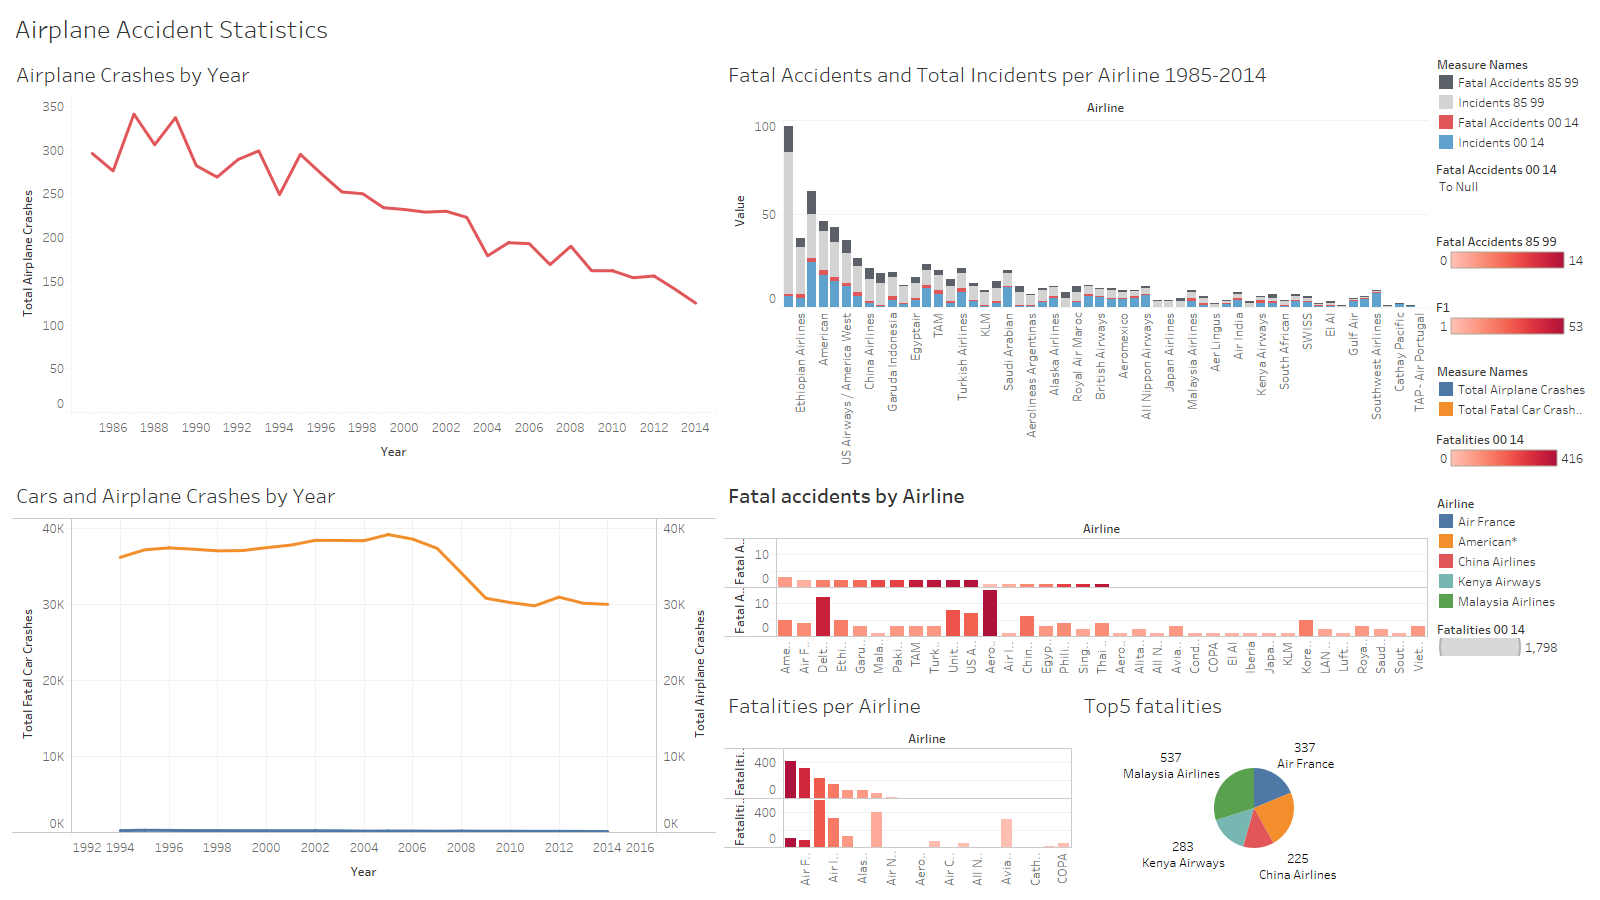 Airplane Accident Statistics
Airplane Crashes by Year
Total Airplane Crashes
350
300
250
200
150
100
50
0
1986 1988 1990 1992 1994 1996 1998 2000 2002 2004 2006 2008 2010 2012 2014
Year
Fatal Accidents and Total Incidents per Airline 1985-2014
Airline
Value
100
50
0
Ethiopian Airlines
American
US Airways / America West
China Airlines
Garuda Indonesia
Egyptair
TAM
Turkish Airlines
KLM
Saudi Arabian
Aerolineas Argentinas
Alaska Airlines
Royal Air Maroc
British Airways
Aeromexico
All Nippon Airways
Japan Airlines
Malaysia Airlines
Aer Lingus
Air India
Kenya Airways
South African
SWISS
El Al
Gulf Air
Southwest Airlines
Cathay Pacific
TAP - Air Portugal
Measure Names
Fatal Accidents 85 99
Incidents 85 99
Fatal Accidents 00 14
Incidents 00 14
Fatal Accidents 00 14
To Null
Fatal Accidents 85 99
0 14
F1
1 53
Measure Names
Total Airplane Crashes
Total Fatal Car Crash..
Fatalities 00 14
0 416
Airline
Air France
American*
China Airlines
Kenya Airways
Malaysia Airlines
Fatalities 00 14
1,798
Cars and Airplane Crashes by Year
Total Fatal Car Crashes
40K
30K
20K
10K
0K
40K
30K
20K
10K
0K
Total Airplane Crashes
1992 1994 1996 1998 2000 2002 2004 2006 2008 2010 2012 2014 2016
Year
Fatal accidents by Airline
Airline
Fatal A..
10
0
Fatal A..
10
0
Ame..
Air F..
Delt..
Ethi..
Garu..
Mala..
Paki..
TAM
Turk..
Unit..
US A..
Aero..
Air I..
Chin..
Egyp..
Phili..
Sing..
Thai ..
Aero..
Alita..
All N..
Avia..
Cond..
COPA
El Al
Iberia
Japa..
KLM
Kore..
LAN ..
Luft..
Roya..
Saud..
Sout..
Viet..
Fatalities per Airline
Airline
Fataliti..
400
0
Fataliti..
400
0
Air F..
Air I..
Alas..
Air N..
Aero..
Air C..
All N..
Avia..
Cath..
COPA
Top5 fatalities
537
Malaysia Airlines
337
Air France
283
Kenya Airways
225
China Airlines